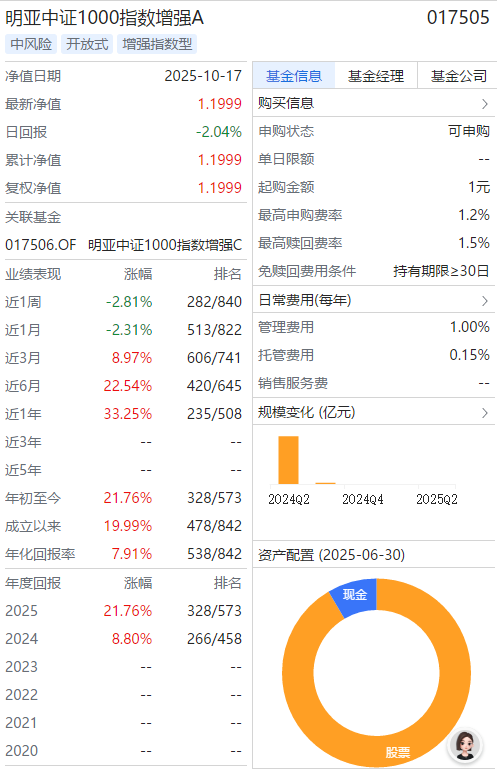 明亚中证1000指数增强A 017505
中风险 开放式 增强指数型
净值日期 2025-10-17
最新净值 1.1999
日回报 -2.04%
累计净值 1.1999
复权净值 1.1999
关联基金
017506.OF 明亚中证1000指数增强C
业绩表现 涨幅 排名
近1周 -2.81% 282/840
近1月 -2.31% 513/822
近3月 8.97% 606/741
近6月 22.54% 420/645
近1年 33.25% 235/508
近3年 -- --
近5年 -- --
年初至今 21.76% 328/573
成立以来 19.99% 478/842
年化回报率 7.91% 538/842
年度回报 涨幅 排名
2025 21.76% 328/573
2024 8.80% 266/458
2023 -- --
2022 -- --
2021 -- --
2020 -- --
基金信息 基金经理 基金公司
购买信息
申购状态 可申购
单日限额 --
起购金额 1元
最高申购费率 1.2%
最高赎回费率 1.5%
免赎回费用条件 持有期限≥30日
日常费用(每年)
管理费用 1.00%
托管费用 0.15%
销售服务费 --
规模变化 (亿元)
2024Q2 2024Q4 2025Q2
资产配置 (2025-06-30)
现金
股票